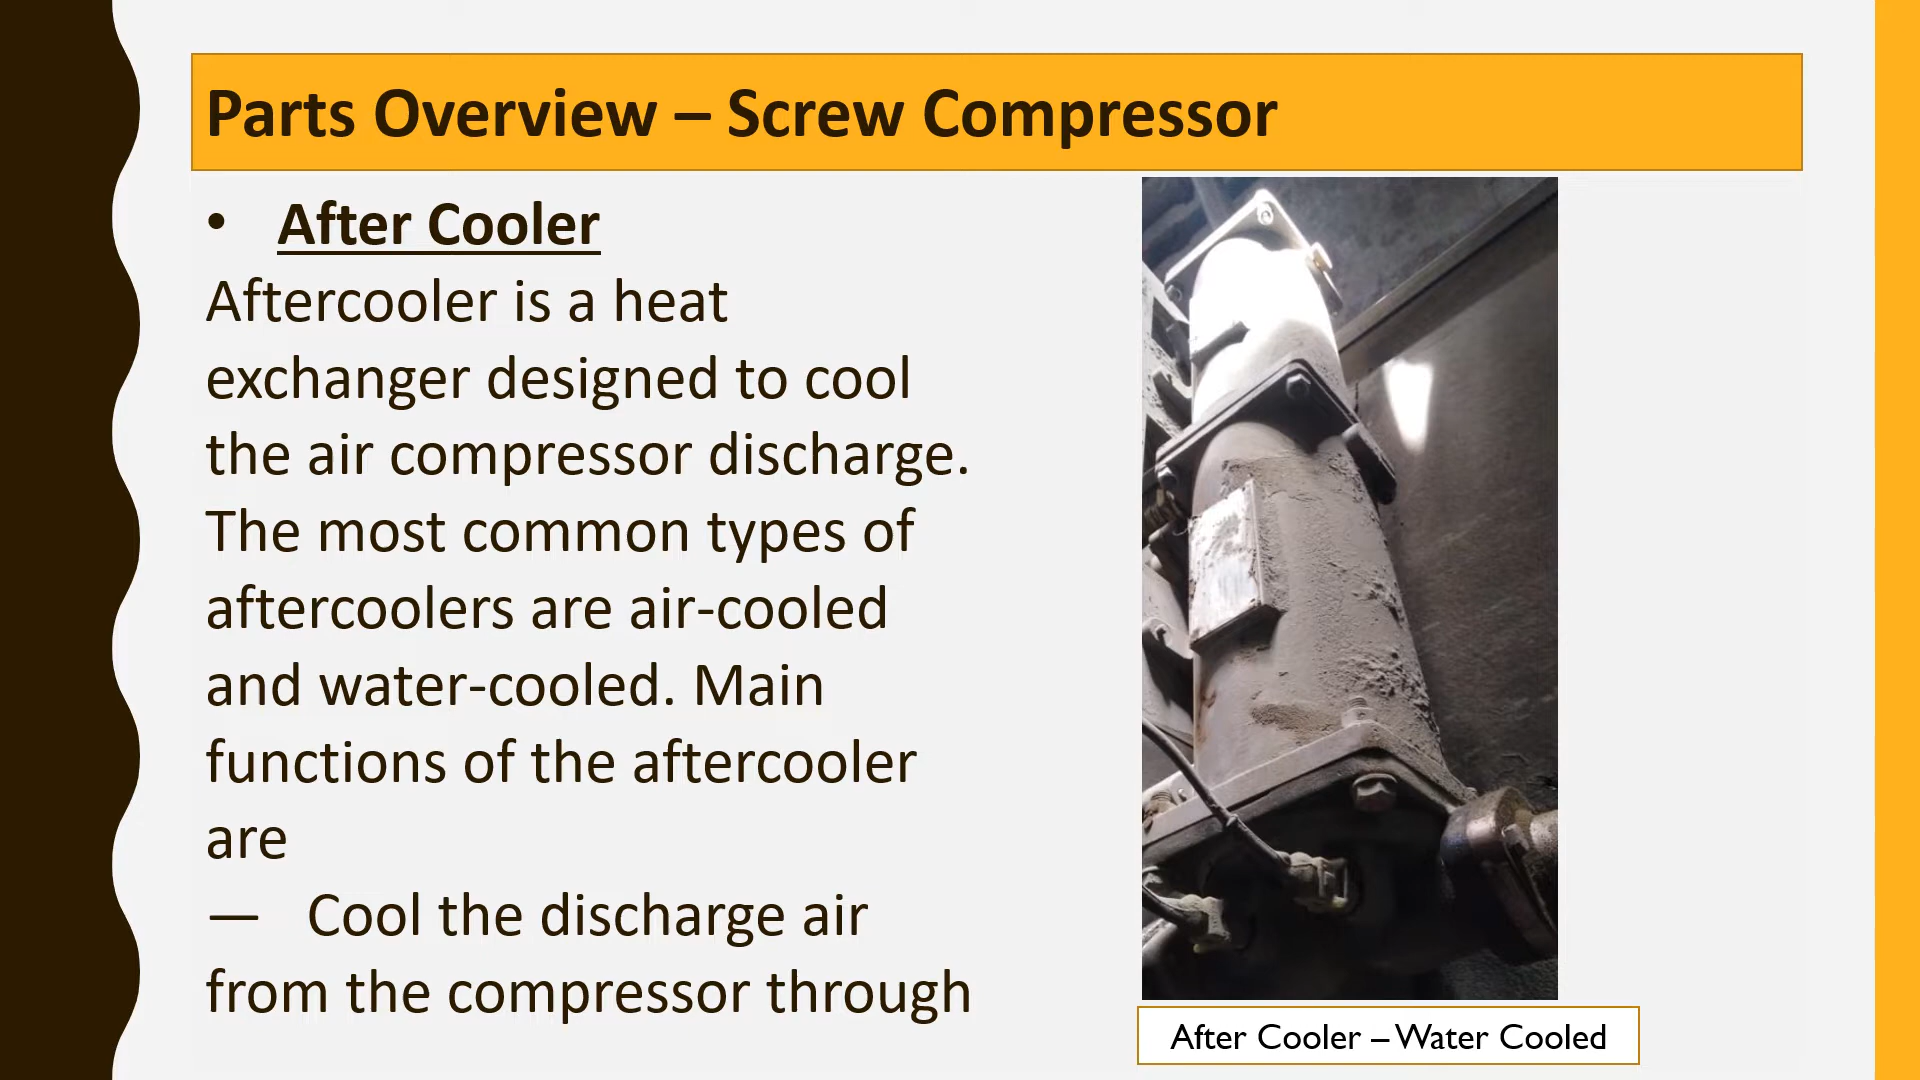 Parts Overview – Screw Compressor
• After Cooler
Aftercooler is a heat
exchanger designed to cool
the air compressor discharge.
The most common types of
aftercoolers are air-cooled
and water-cooled. Main
functions of the aftercooler
are
— Cool the discharge air
from the compressor through
After Cooler – Water Cooled